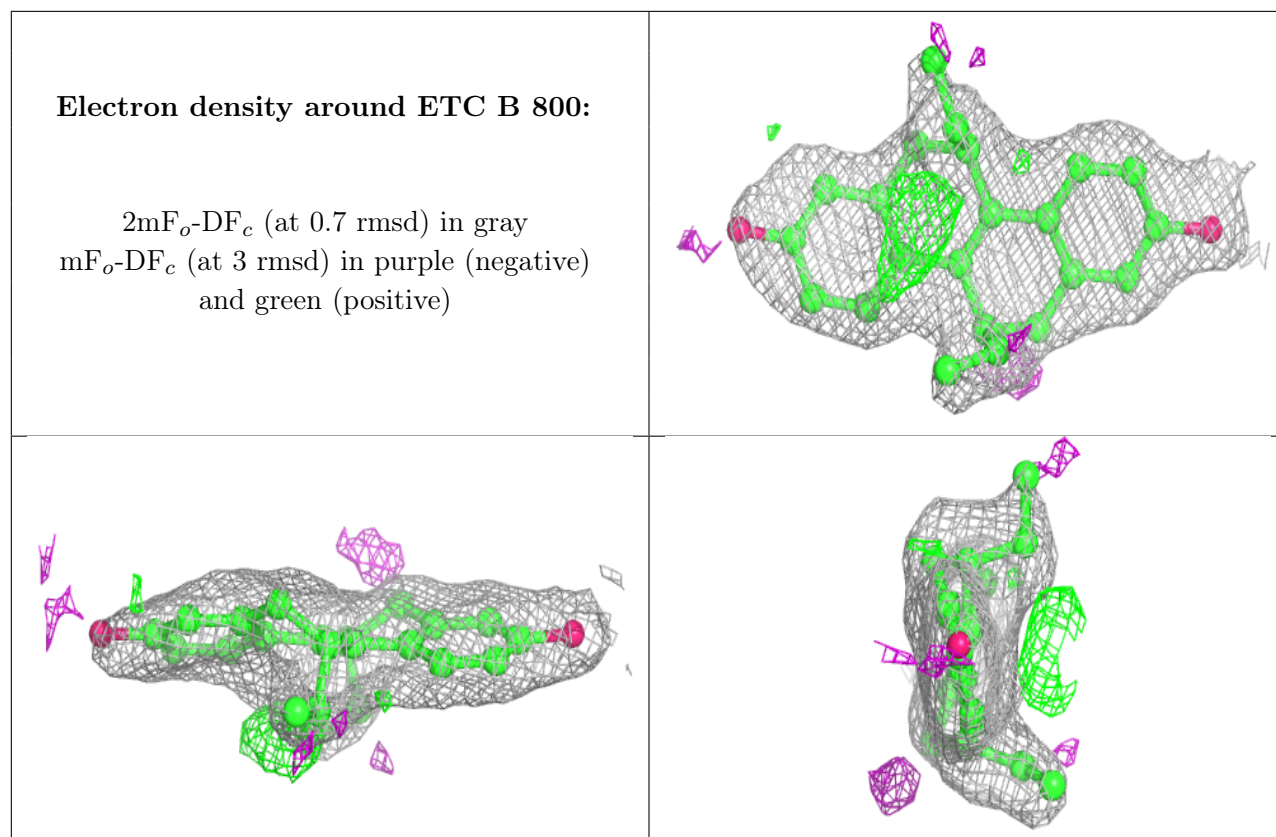 Electron density around ETC B 800:
2mFₒ-DF𝒸 (at 0.7 rmsd) in gray
mFₒ-DF𝒸 (at 3 rmsd) in purple (negative)
and green (positive)